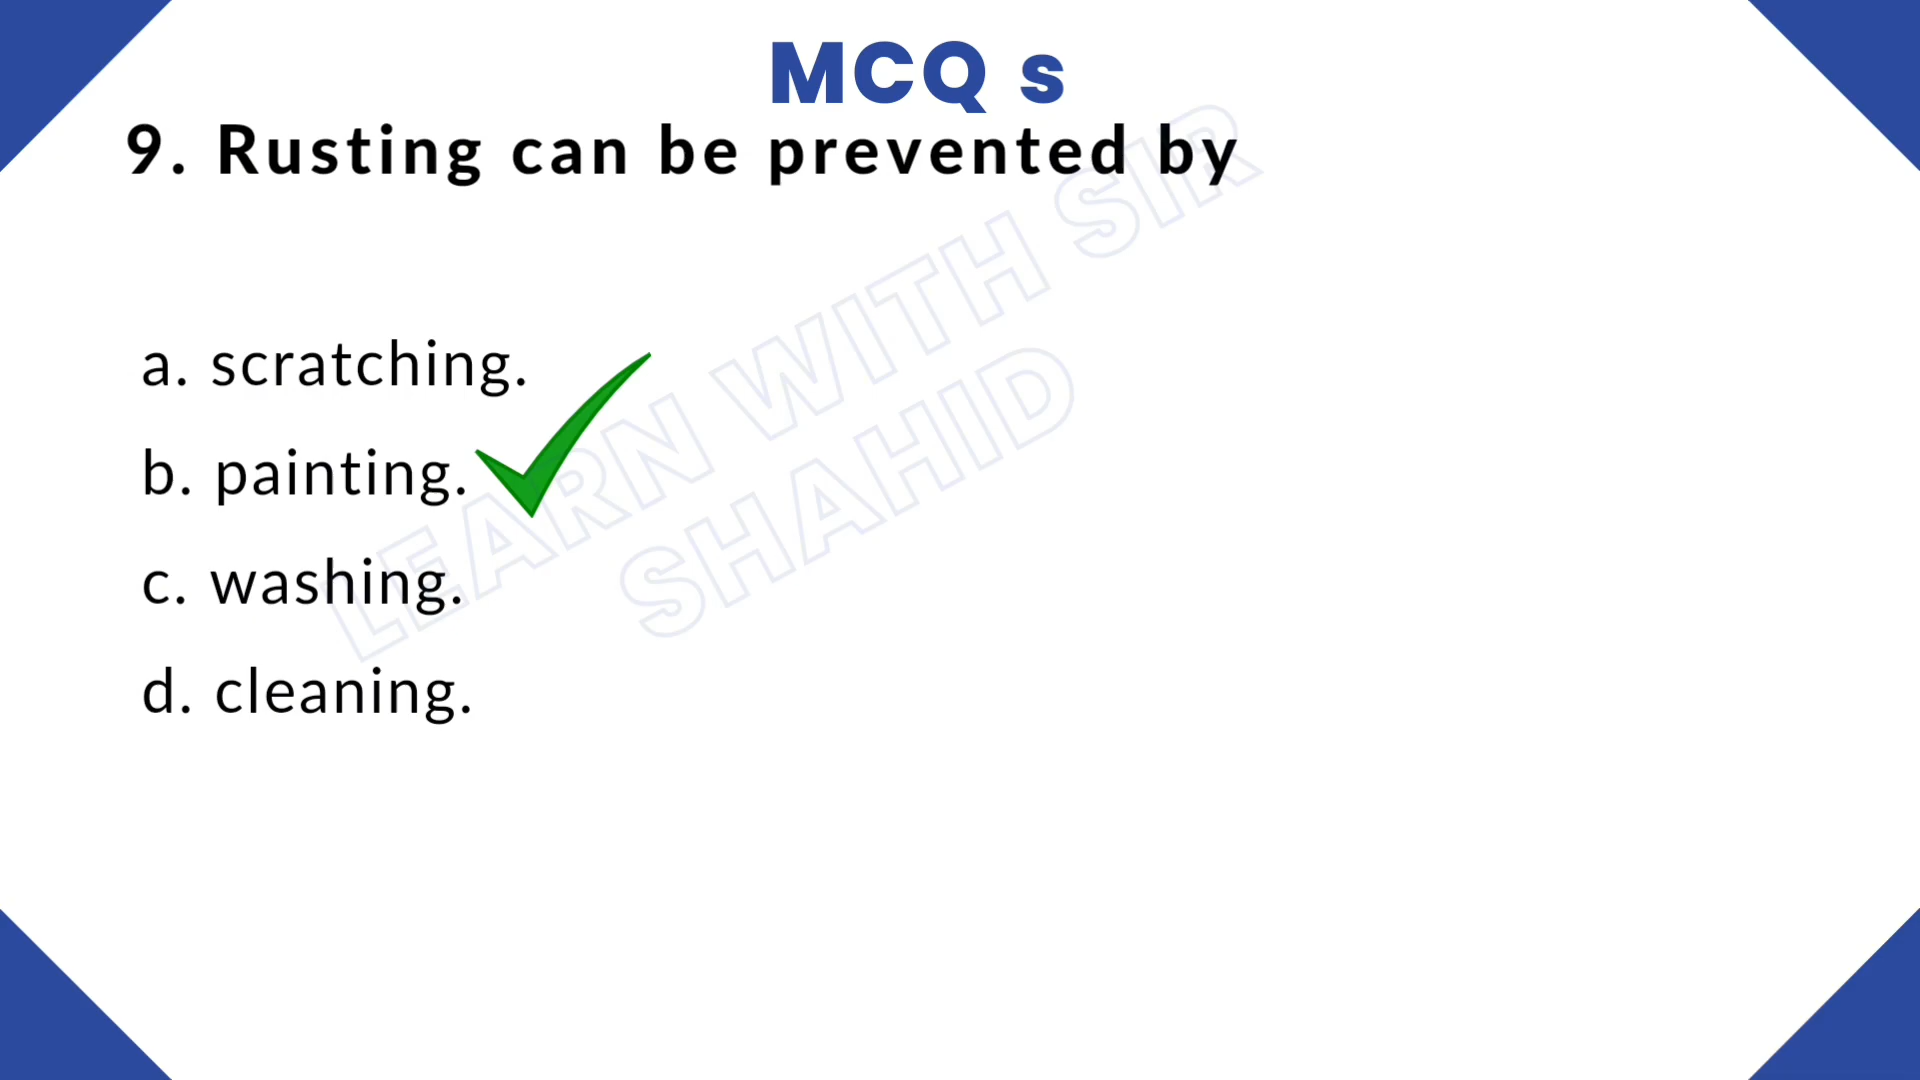 MCQ s
9. Rusting can be prevented by
a. scratching.
b. painting.
c. washing.
d. cleaning.
LEARN WITH SIR
SHAHID